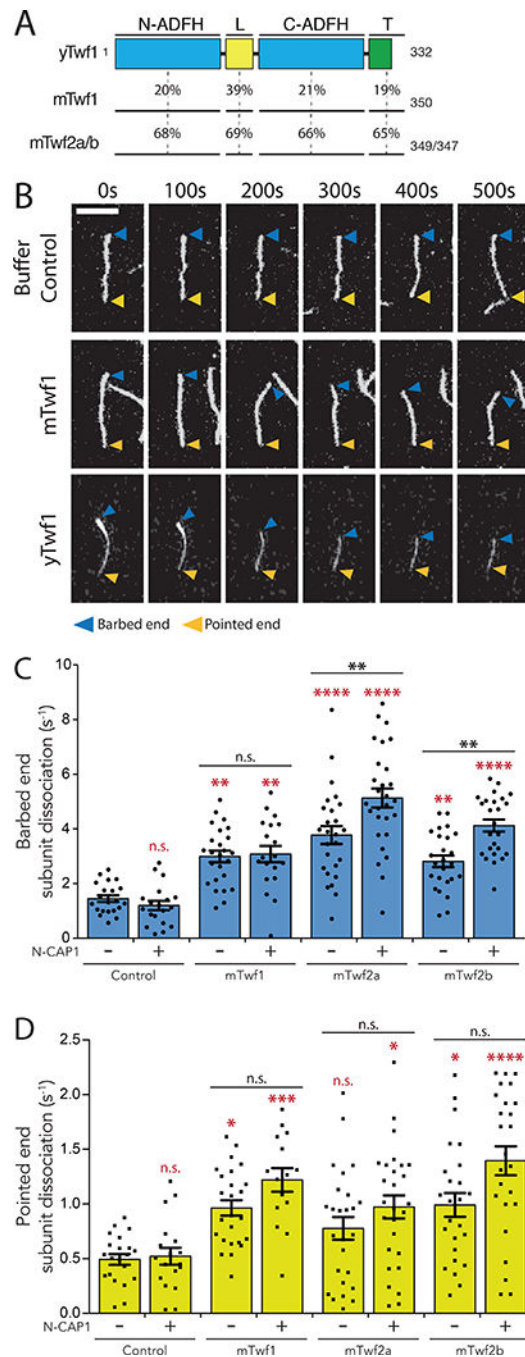 A
N-ADFH L C-ADFH T
yTwf1 1 332
20% 39% 21% 19%
mTwf1 350
68% 69% 66% 65%
mTwf2a/b 349/347
B
0s 100s 200s 300s 400s 500s
Buffer
Control
mTwf1
yTwf1
Barbed end Pointed end
C
Barbed end
subunit dissociation (s⁻¹)
10
8
6
4
2
0
n.s.
** **
n.s.
**** ****
**
** ****
**
N-CAP1 – + – + – + – +
Control mTwf1 mTwf2a mTwf2b
D
Pointed end
subunit dissociation (s⁻¹)
2.5
2.0
1.5
1.0
0.5
0.0
n.s.
* ***
n.s.
n.s. *
n.s.
* ****
n.s.
N-CAP1 – + – + – + – +
Control mTwf1 mTwf2a mTwf2b